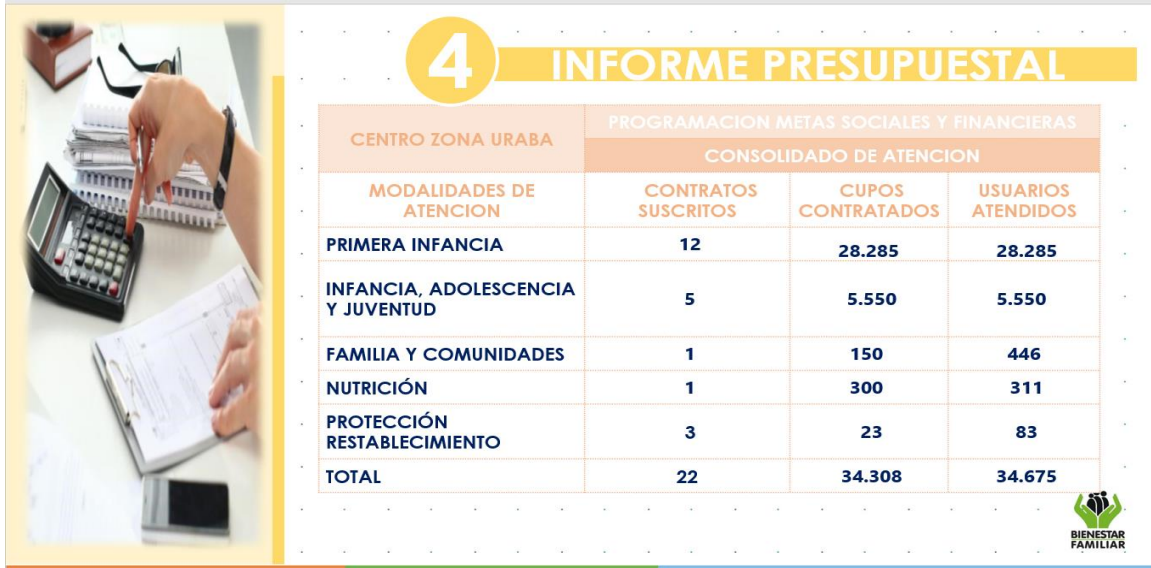 4 INFORME PRESUPUESTAL
CENTRO ZONA URABA
PROGRAMACION METAS SOCIALES Y FINANCIERAS
CONSOLIDADO DE ATENCION
MODALIDADES DE
ATENCION
CONTRATOS
SUSCRITOS
CUPOS
CONTRATADOS
USUARIOS
ATENDIDOS
PRIMERA INFANCIA 12 28.285 28.285
INFANCIA, ADOLESCENCIA
Y JUVENTUD 5 5.550 5.550
FAMILIA Y COMUNIDADES 1 150 446
NUTRICIÓN 1 300 311
PROTECCIÓN
RESTABLECIMIENTO 3 23 83
TOTAL 22 34.308 34.675
BIENESTAR
FAMILIAR